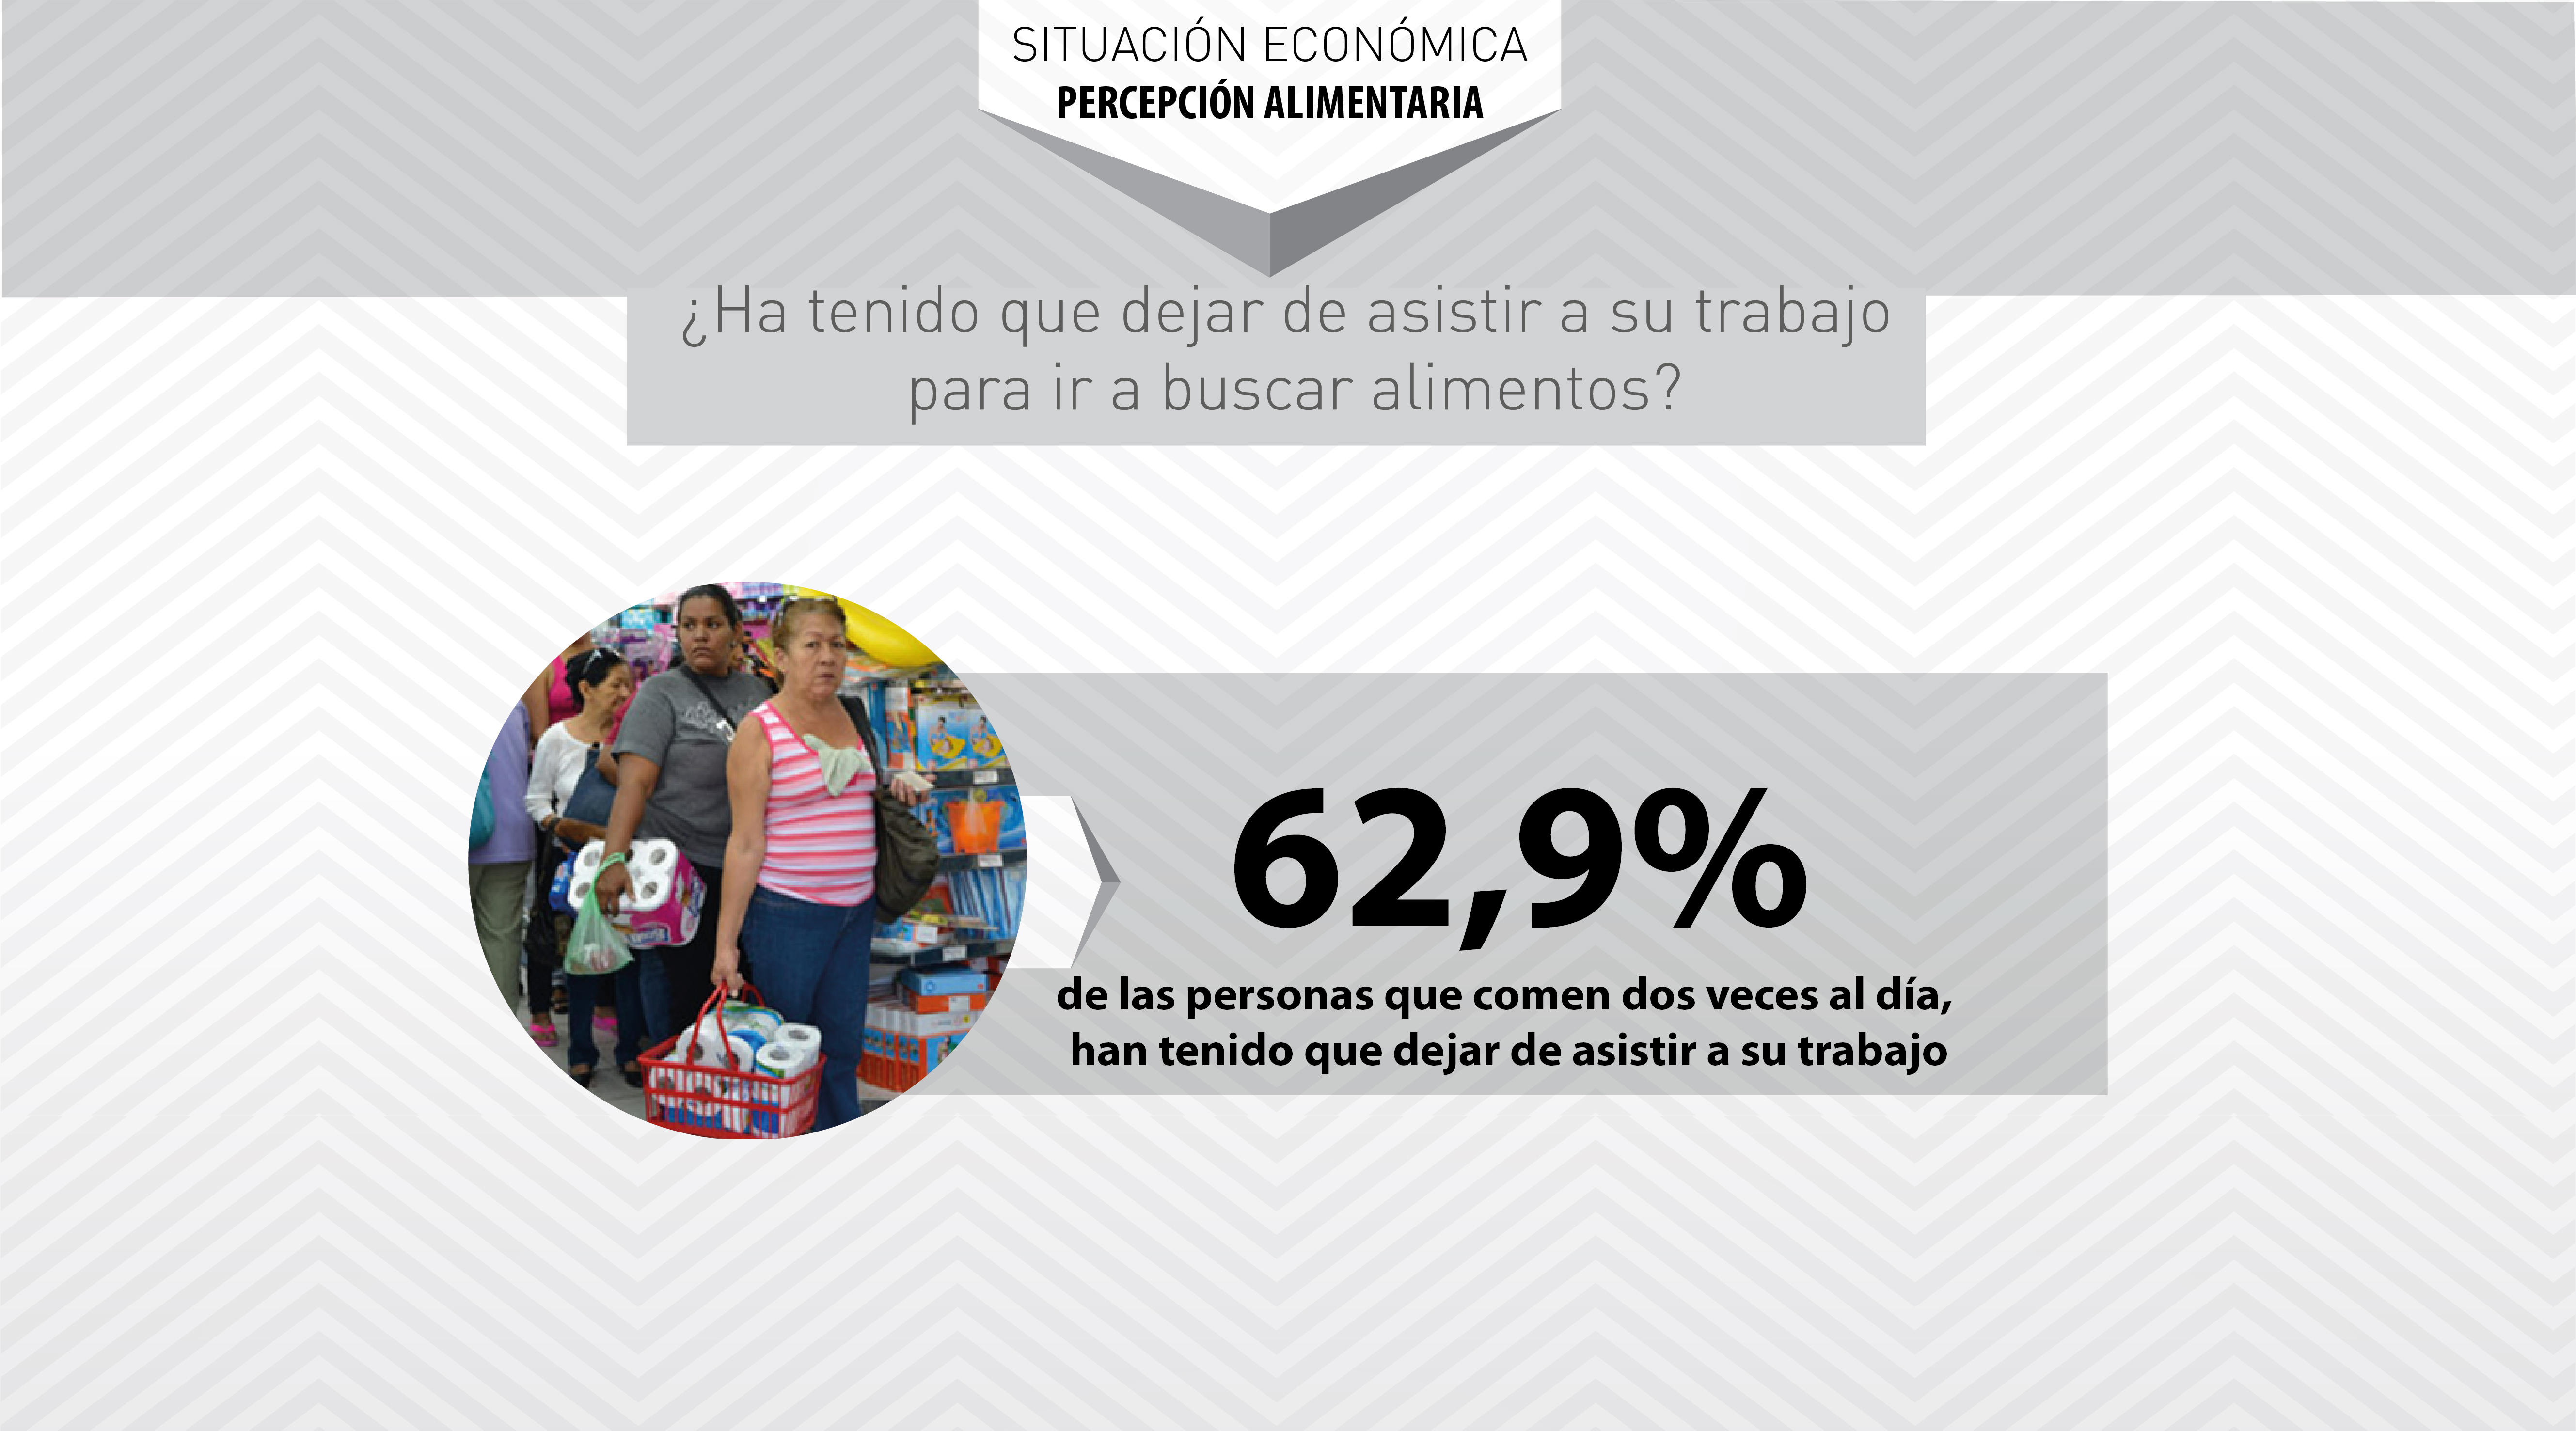 SITUACIÓN ECONÓMICA
PERCEPCIÓN ALIMENTARIA
¿Ha tenido que dejar de asistir a su trabajo
para ir a buscar alimentos?
62,9%
de las personas que comen dos veces al día,
han tenido que dejar de asistir a su trabajo